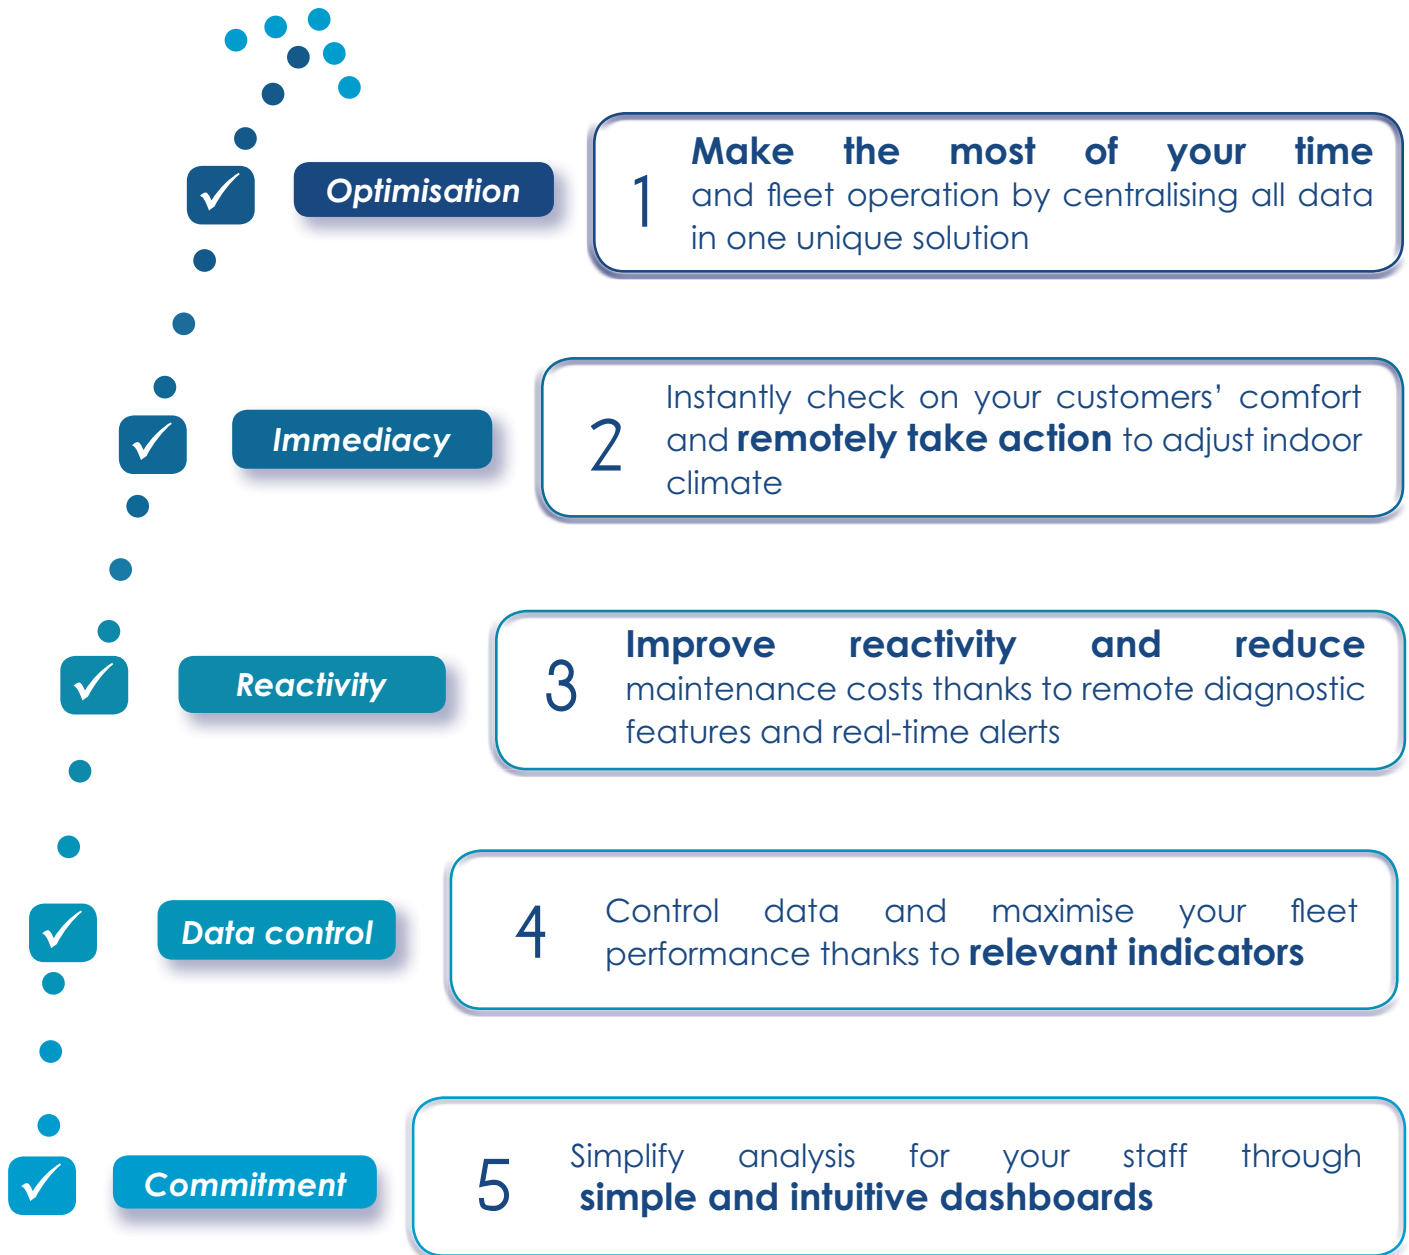 Optimisation
1
Make the most of your time
and fleet operation by centralising all data
in one unique solution
Immediacy
2
Instantly check on your customers’ comfort
and remotely take action to adjust indoor
climate
Reactivity
3
Improve reactivity and reduce
maintenance costs thanks to remote diagnostic
features and real-time alerts
Data control
4
Control data and maximise your fleet
performance thanks to relevant indicators
Commitment
5
Simplify analysis for your staff through
simple and intuitive dashboards